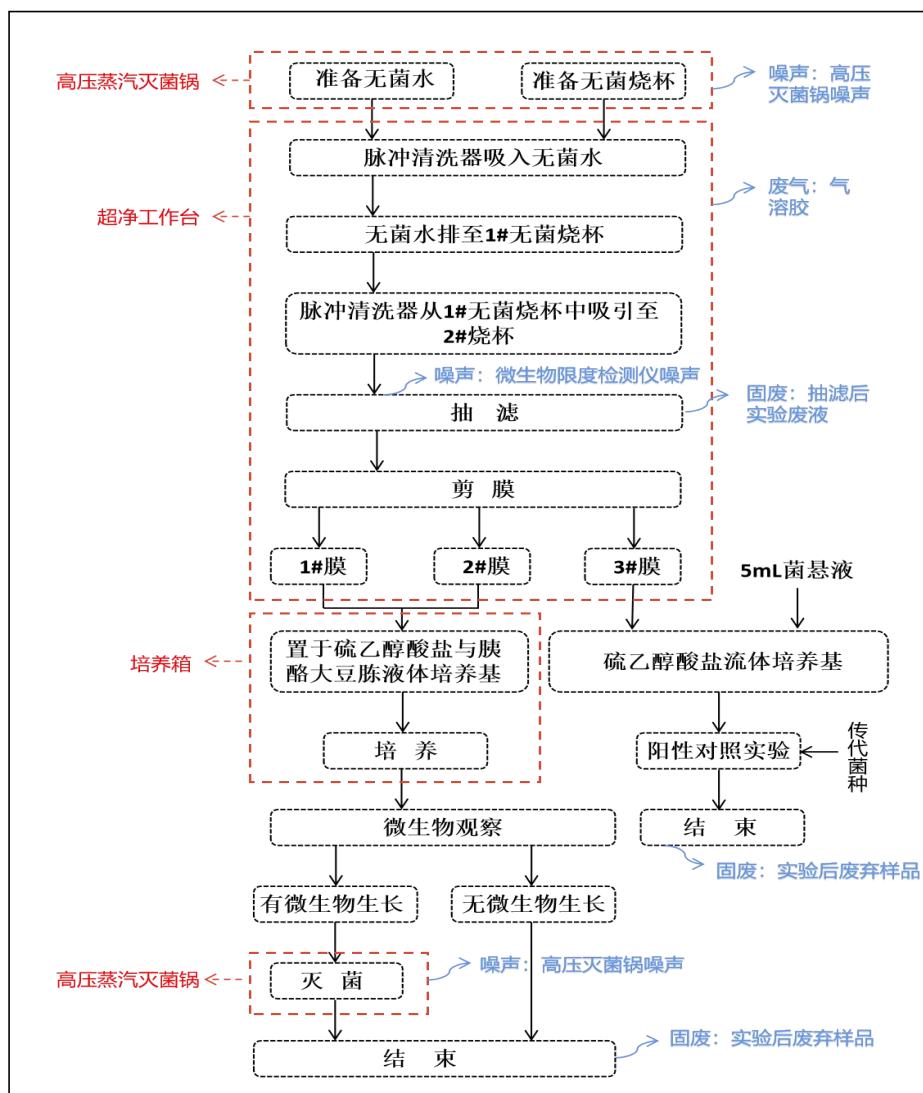 高压蒸汽灭菌锅
准备无菌水
准备无菌烧杯
噪声：高压
灭菌锅噪声
脉冲清洗器吸入无菌水
废气：气
溶胶
超净工作台
无菌水排至1#无菌烧杯
脉冲清洗器从1#无菌烧杯中吸引至
2#烧杯
噪声：微生物限度检测仪噪声
抽 滤
固废：抽滤后
实验废液
剪 膜
1#膜
2#膜
3#膜
5mL菌悬液
培养箱
置于硫乙醇酸盐与胰
酪大豆胨液体培养基
硫乙醇酸盐流体培养基
培 养
阳性对照实验
传代菌种
微生物观察
结 束
固废：实验后废弃样品
有微生物生长
无微生物生长
高压蒸汽灭菌锅
灭 菌
噪声：高压灭菌锅噪声
结 束
固废：实验后废弃样品